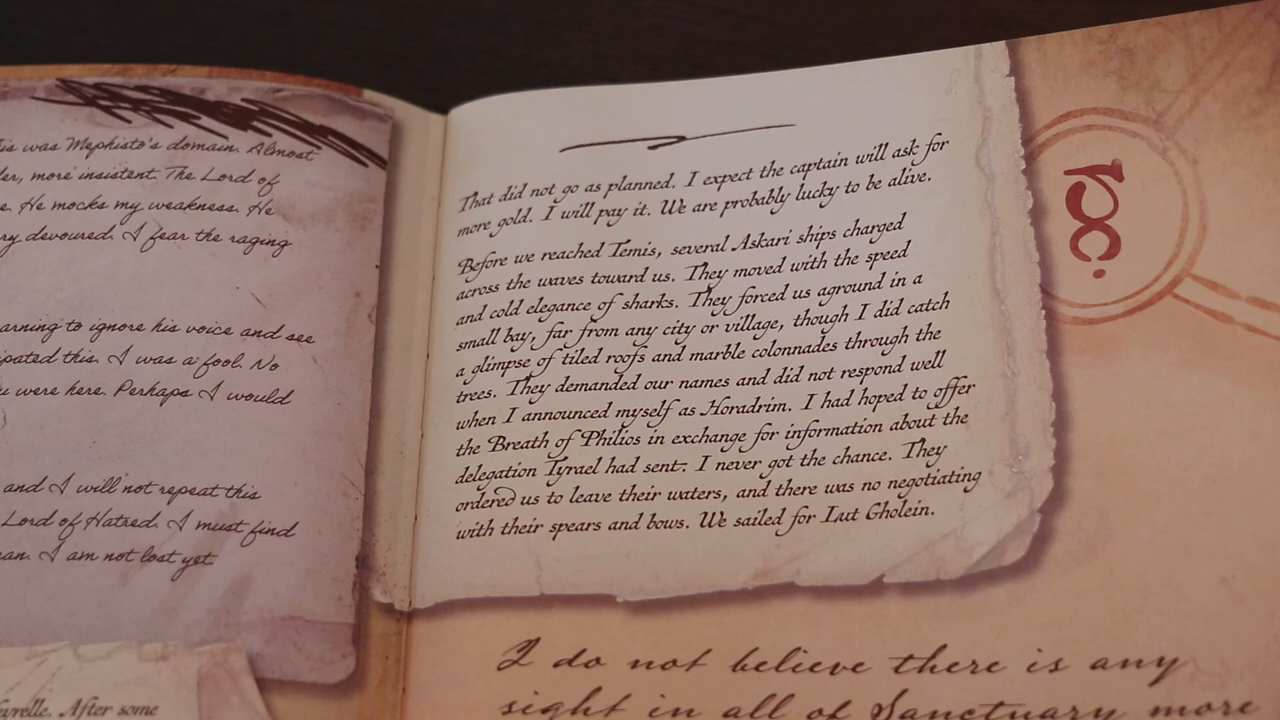 is was Mephisto's domain. Almost
der, more insistent. The Lord of
e. He mocks my weakness. He
ry devoured. I fear the raging
arning to ignore his voice and see
ipated this. I was a fool. No
u were here. Perhaps I would
and I will not repeat this
Lord of Hatred. I must find
an. I am not lost yet.
evrelle. After some
That did not go as planned. I expect the captain will ask for
more gold. I will pay it. We are probably lucky to be alive.
Before we reached Temis, several Askari ships charged
across the waves toward us. They moved with the speed
and cold elegance of sharks. They forced us aground in a
small bay, far from any city or village, though I did catch
a glimpse of tiled roofs and marble colonnades through the
trees. They demanded our names and did not respond well
when I announced myself as Horadrim. I had hoped to offer
the Breath of Philios in exchange for information about the
delegation Tyrael had sent. I never got the chance. They
ordered us to leave their waters, and there was no negotiating
with their spears and bows. We sailed for Lut Gholein.
I do not believe there is any
sight in all of Sanctuary more